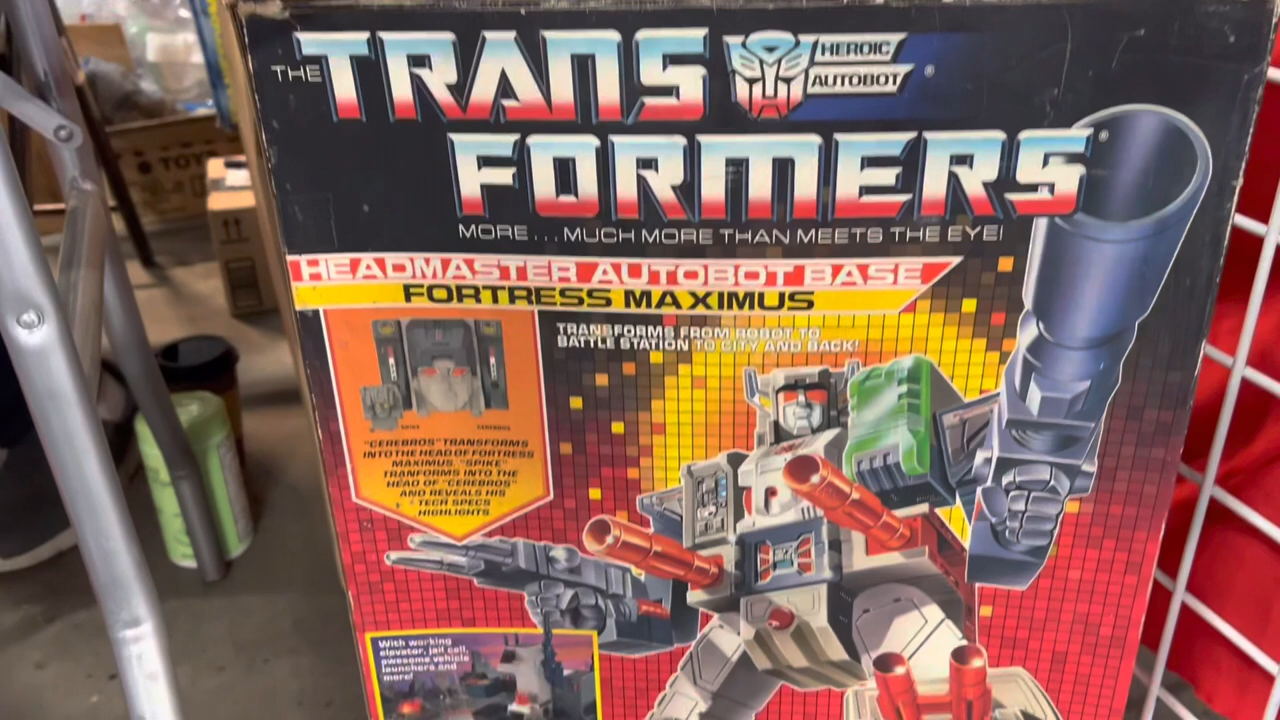 THE TRANSFORMERS
HEROIC
AUTOBOT
®
®
MORE...MUCH MORE THAN MEETS THE EYE!
HEADMASTER AUTOBOT BASE
FORTRESS MAXIMUS
TRANSFORMS FROM ROBOT TO
BATTLE STATION TO CITY AND BACK!
SPIKE
CEREBROS
"CEREBROS" TRANSFORMS
INTO THE HEAD OF FORTRESS
MAXIMUS. "SPIKE"
TRANFORMS INTO THE
HEAD OF "CEREBROS"
AND REVEALS HIS
TECH SPECS
HIGHLIGHTS.
With working
elevator, jail cell,
awesome vehicle
launchers and
more!
TOY